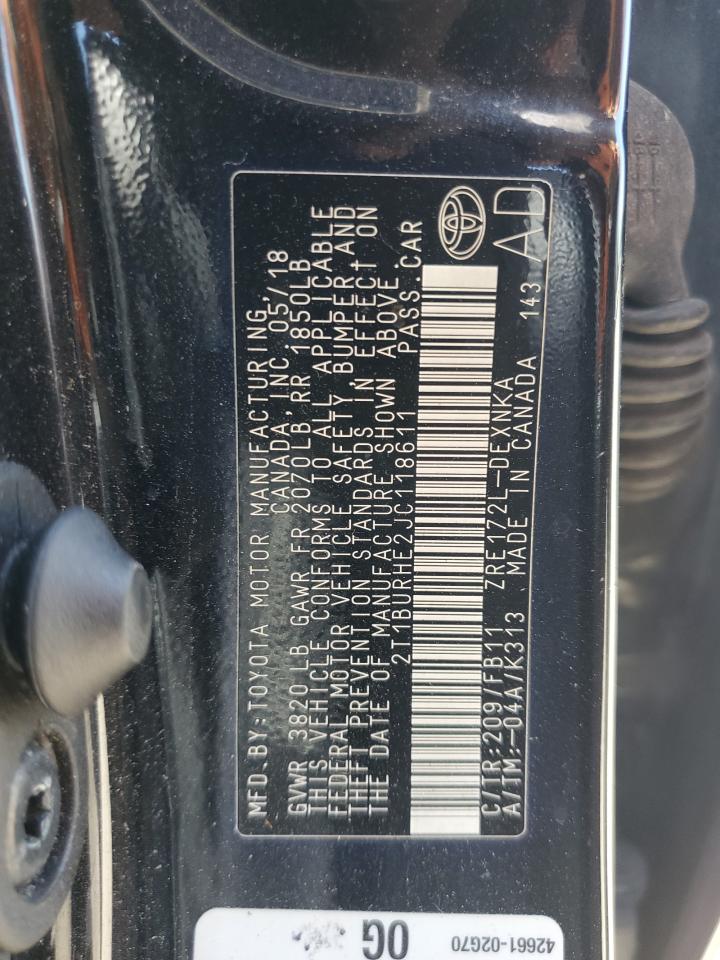 MFD.BY:TOYOTA MOTOR MANUFACTURING,
CANADA,INC.05/18
GVWR 3820 LB GAWR FR 2070LB,RR 1850LB
THIS VEHICLE CONFORMS TO ALL APPLICABLE
FEDERAL MOTOR VEHICLE SAFETY, BUMPER AND
THEFT PREVENTION STANDARDS IN EFFECT ON
THE DATE OF MANUFACTURE SHOWN ABOVE.
2T1BURHE2JC118611 PASS.CAR
C/TR:209/FB11 ZRE172L-DEXNKA
A/TM:-04A/K313 MADE IN CANADA 143
AD
OG
42661-02G70